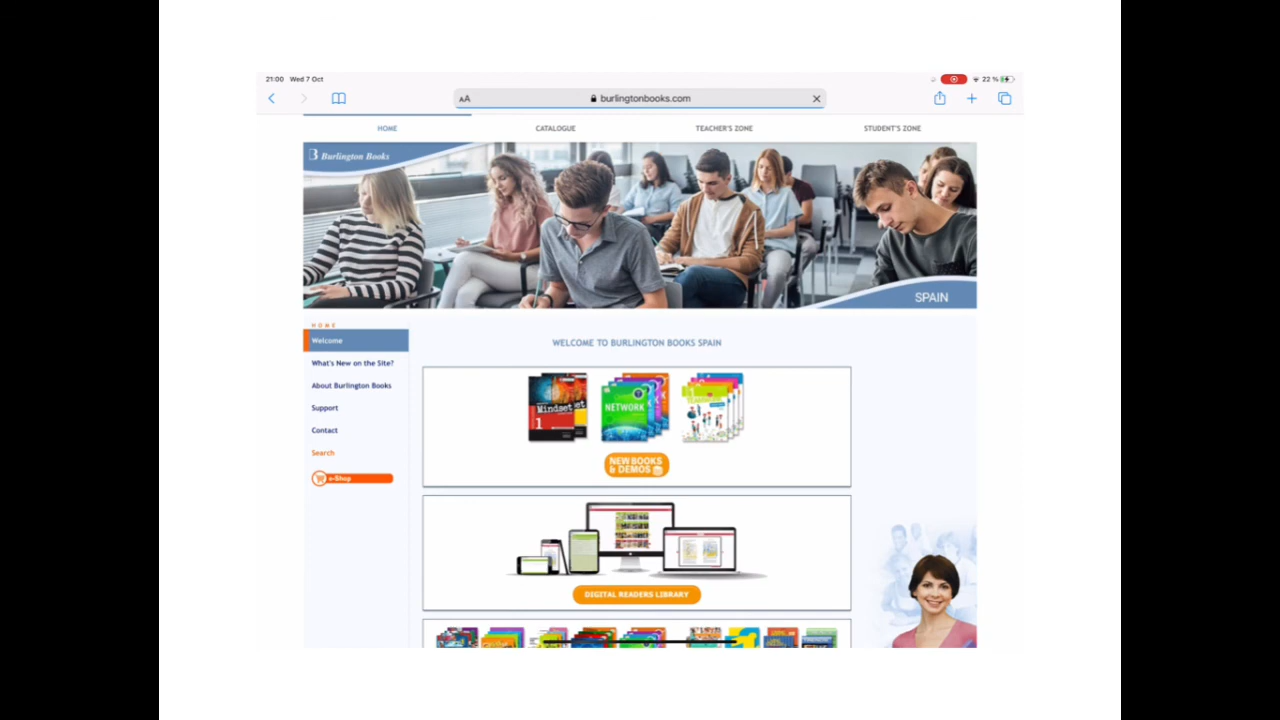 21:00 Wed 7 Oct
22 %
AA
burlingtonbooks.com
HOME
CATALOGUE
TEACHER'S ZONE
STUDENT'S ZONE
B Burlington Books
SPAIN
HOME
Welcome
What's New on the Site?
About Burlington Books
Support
Contact
Search
e-Shop
WELCOME TO BURLINGTON BOOKS SPAIN
Mindset
1
NETWORK
TEAMWORK
NEW BOOKS
& DEMOS
DIGITAL READERS LIBRARY